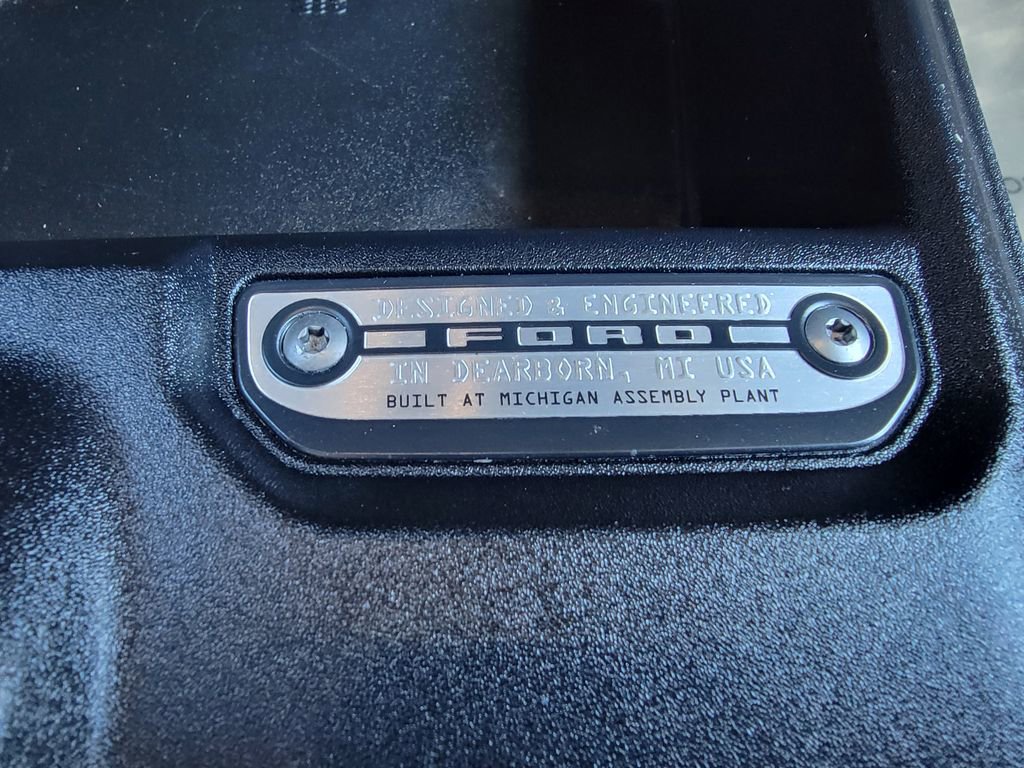 DESIGNED & ENGINEERED
FORD
IN DEARBORN, MI USA
BUILT AT MICHIGAN ASSEMBLY PLANT